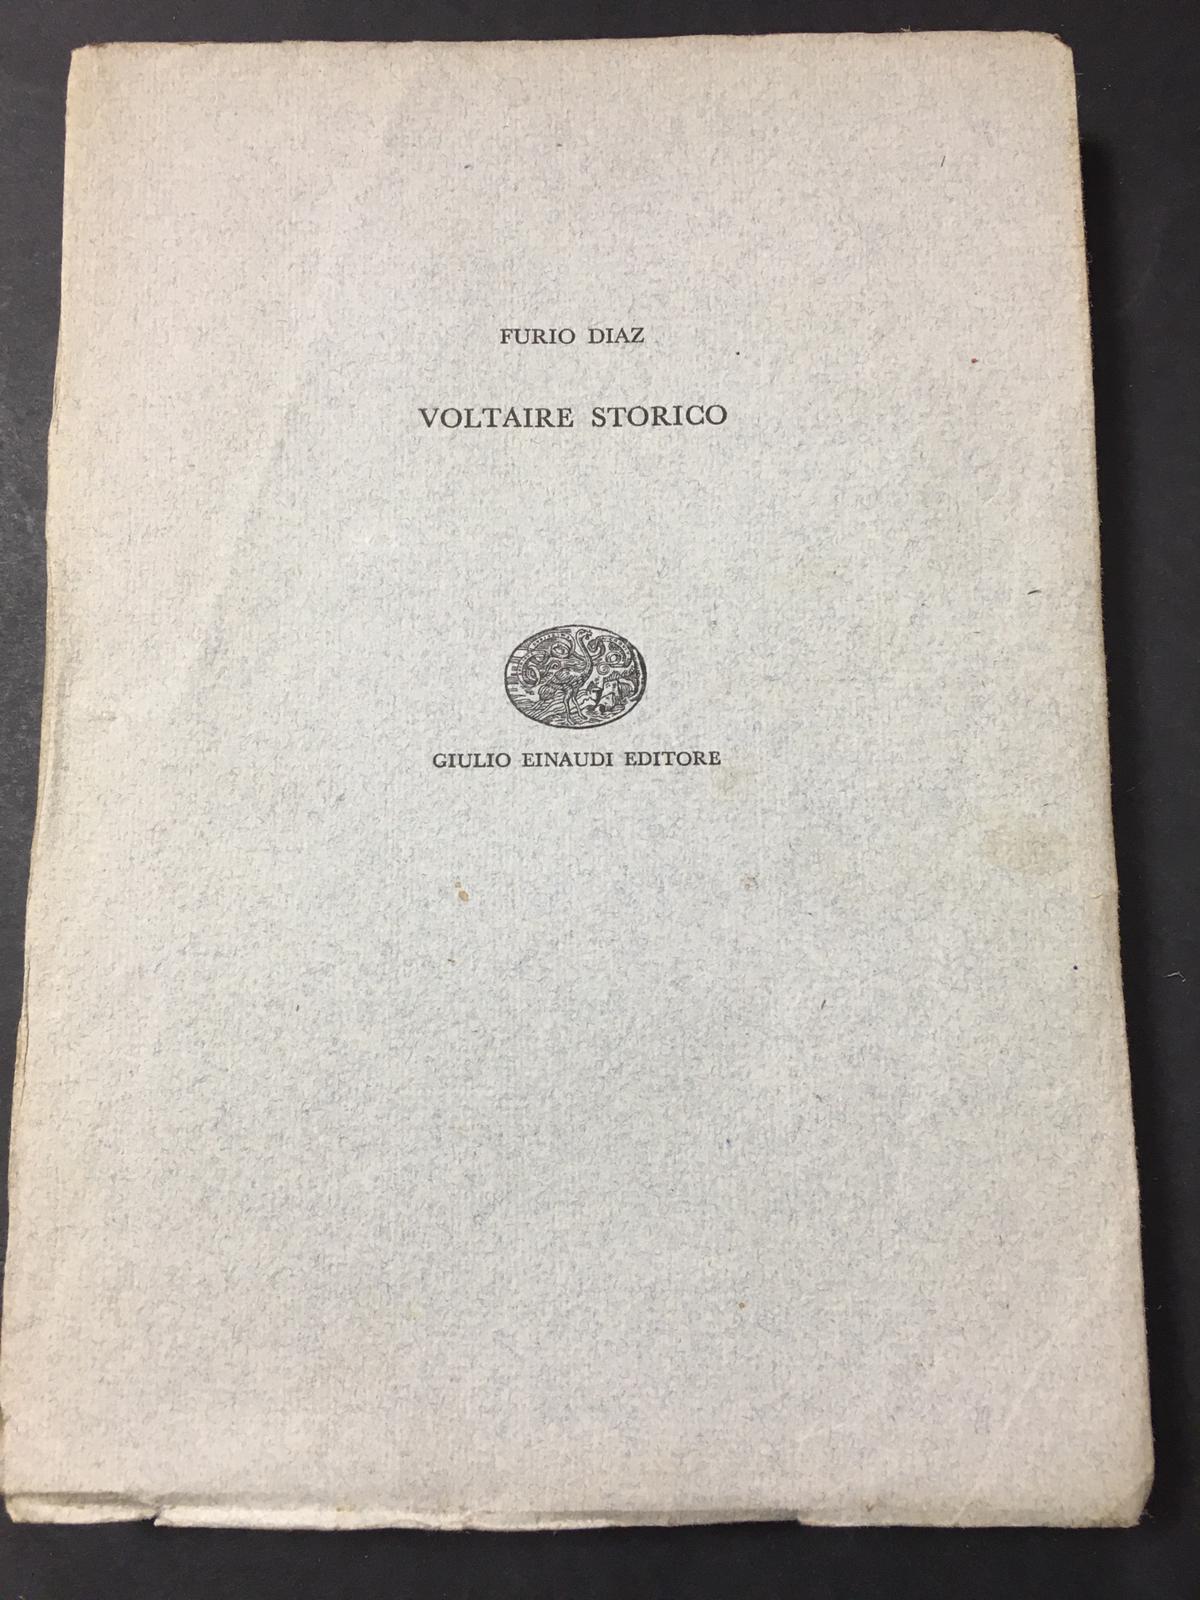 FURIO DIAZ
VOLTAIRE STORICO
GIULIO EINAUDI EDITORE